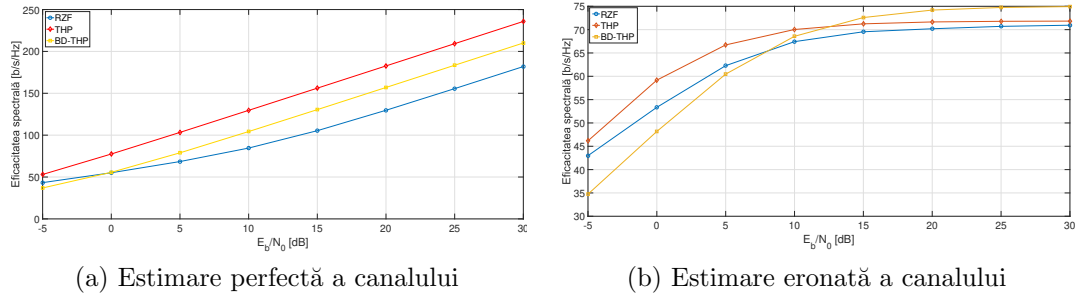 RZF
THP
BD-THP
250
200
150
100
50
0
Eficacitatea spectrală [b/s/Hz]
-5 0 5 10 15 20 25 30
E_b/N_0 [dB]
(a) Estimare perfectă a canalului
RZF
THP
BD-THP
75
70
65
60
55
50
45
40
35
30
Eficacitatea spectrală [b/s/Hz]
-5 0 5 10 15 20 25 30
E_b/N_0 [dB]
(b) Estimare eronată a canalului